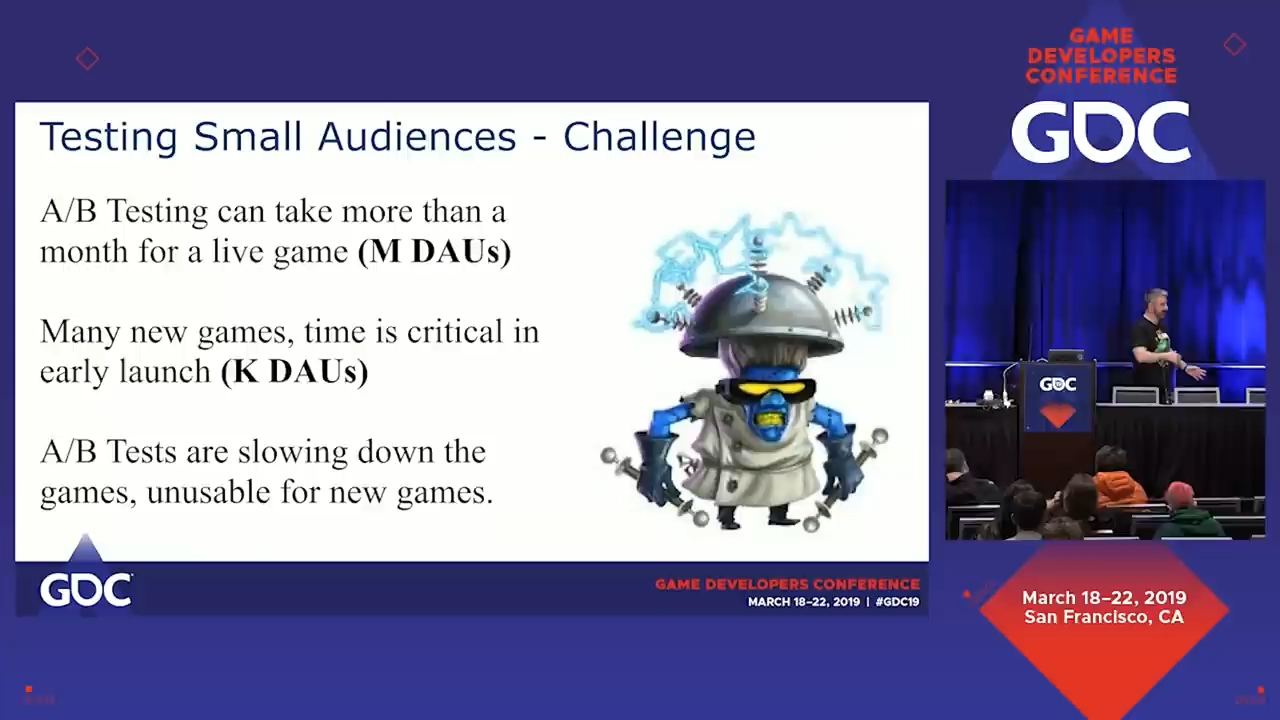 GAME
DEVELOPERS
CONFERENCE
GDC
Testing Small Audiences - Challenge
A/B Testing can take more than a
month for a live game (M DAUs)
Many new games, time is critical in
early launch (K DAUs)
A/B Tests are slowing down the
games, unusable for new games.
GDC
GAME DEVELOPERS CONFERENCE
MARCH 18–22, 2019 | #GDC19
GDC
March 18–22, 2019
San Francisco, CA